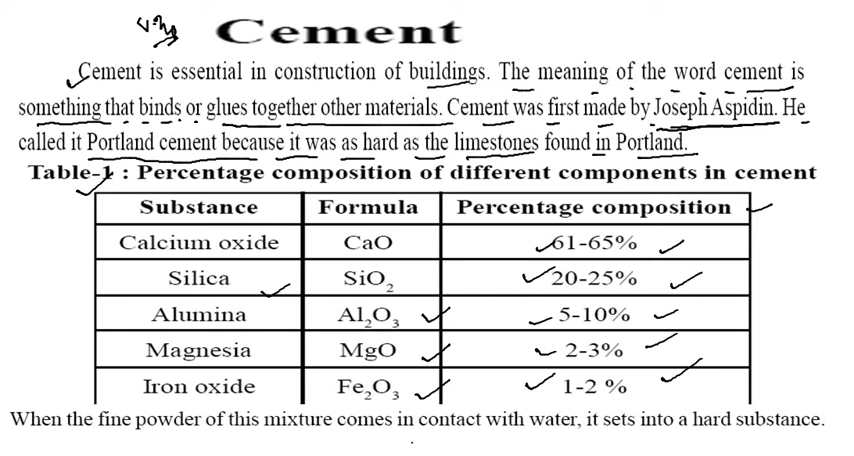 Cement
Cement is essential in construction of buildings. The meaning of the word cement is
something that binds or glues together other materials. Cement was first made by Joseph Aspidin. He
called it Portland cement because it was as hard as the limestones found in Portland.
Table-1 : Percentage composition of different components in cement
Substance Formula Percentage composition
Calcium oxide CaO 61-65%
Silica SiO₂ 20-25%
Alumina Al₂O₃ 5-10%
Magnesia MgO 2-3%
Iron oxide Fe₂O₃ 1-2 %
When the fine powder of this mixture comes in contact with water, it sets into a hard substance.